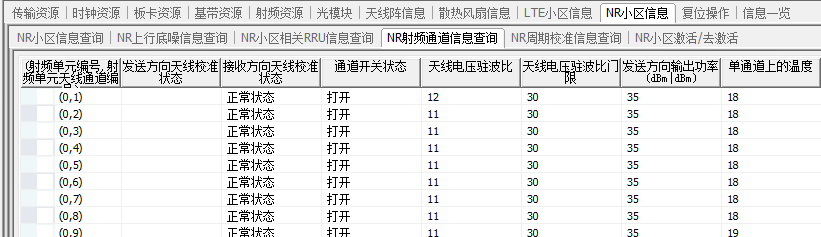 传输资源 时钟资源 板卡资源 基带资源 射频资源 光模块 天线阵信息 散热风扇信息 LTE小区信息 NR小区信息 复位操作 信息一览
NR小区信息查询 NR上行底噪信息查询 NR小区相关RRU信息查询 NR射频通道信息查询 NR周期校准信息查询 NR小区激活/去激活
(射频单元编号,射频单元天线通道编 发送方向天线校准状态 接收方向天线校准状态 通道开关状态 天线电压驻波比 天线电压驻波比门限 发送方向输出功率(dBm|dBm) 单通道上的温度
(0,1) 正常状态 打开 12 30 35 18
(0,2) 正常状态 打开 11 30 35 18
(0,3) 正常状态 打开 11 30 35 18
(0,4) 正常状态 打开 11 30 35 18
(0,5) 正常状态 打开 11 30 35 18
(0,6) 正常状态 打开 11 30 35 18
(0,7) 正常状态 打开 11 30 35 18
(0,8) 正常状态 打开 11 30 35 18
(0,9) 正常状态 打开 11 30 35 19